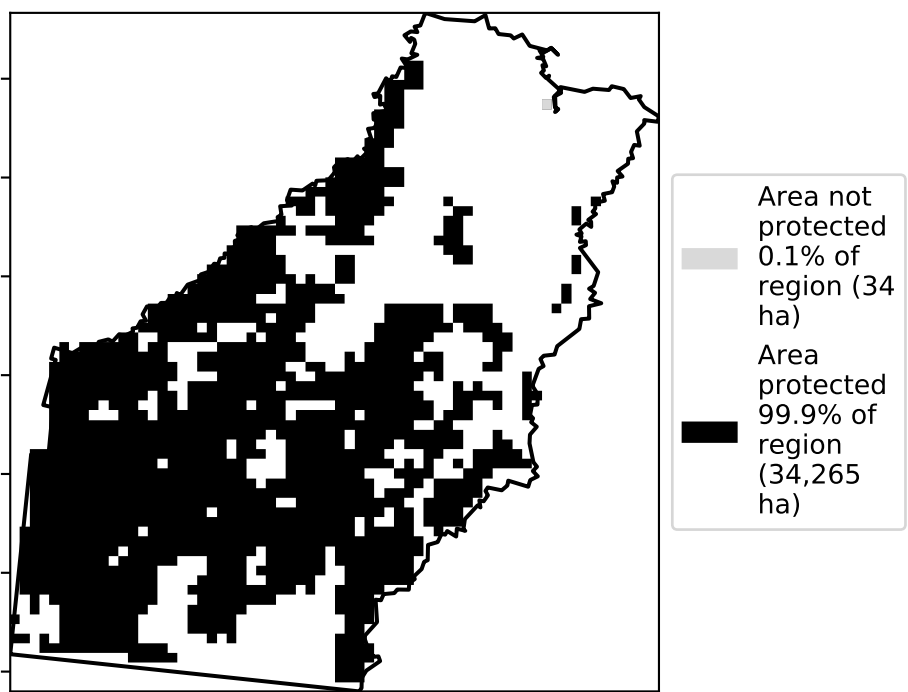 Area not
protected
0.1% of
region (34
ha)
Area
protected
99.9% of
region
(34,265
ha)